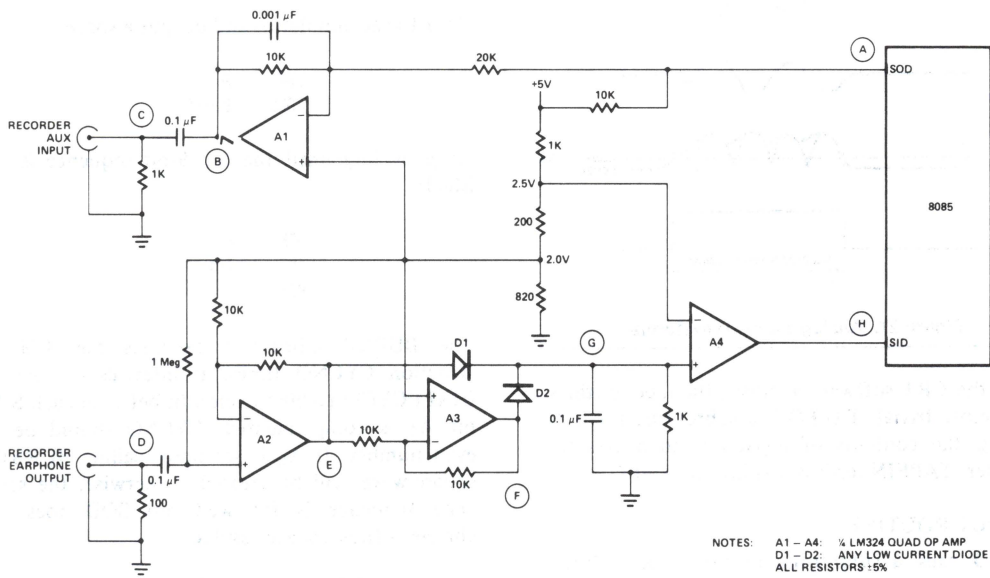 0.001 μF
10K
20K
A
SOD
+5V
10K
C
0.1 μF
A1
−
+
RECORDER
AUX
INPUT
B
1K
1K
2.5V
8085
200
2.0V
10K
820
H
1 Meg
10K
D1
G
−
A4
+
SID
D2
+
A3
−
D
−
A2
+
10K
0.1 μF
1K
RECORDER
EARPHONE
OUTPUT
0.1 μF
E
10K
F
100
NOTES: A1 – A4: ¼ LM324 QUAD OP AMP
D1 – D2: ANY LOW CURRENT DIODE
ALL RESISTORS ±5%